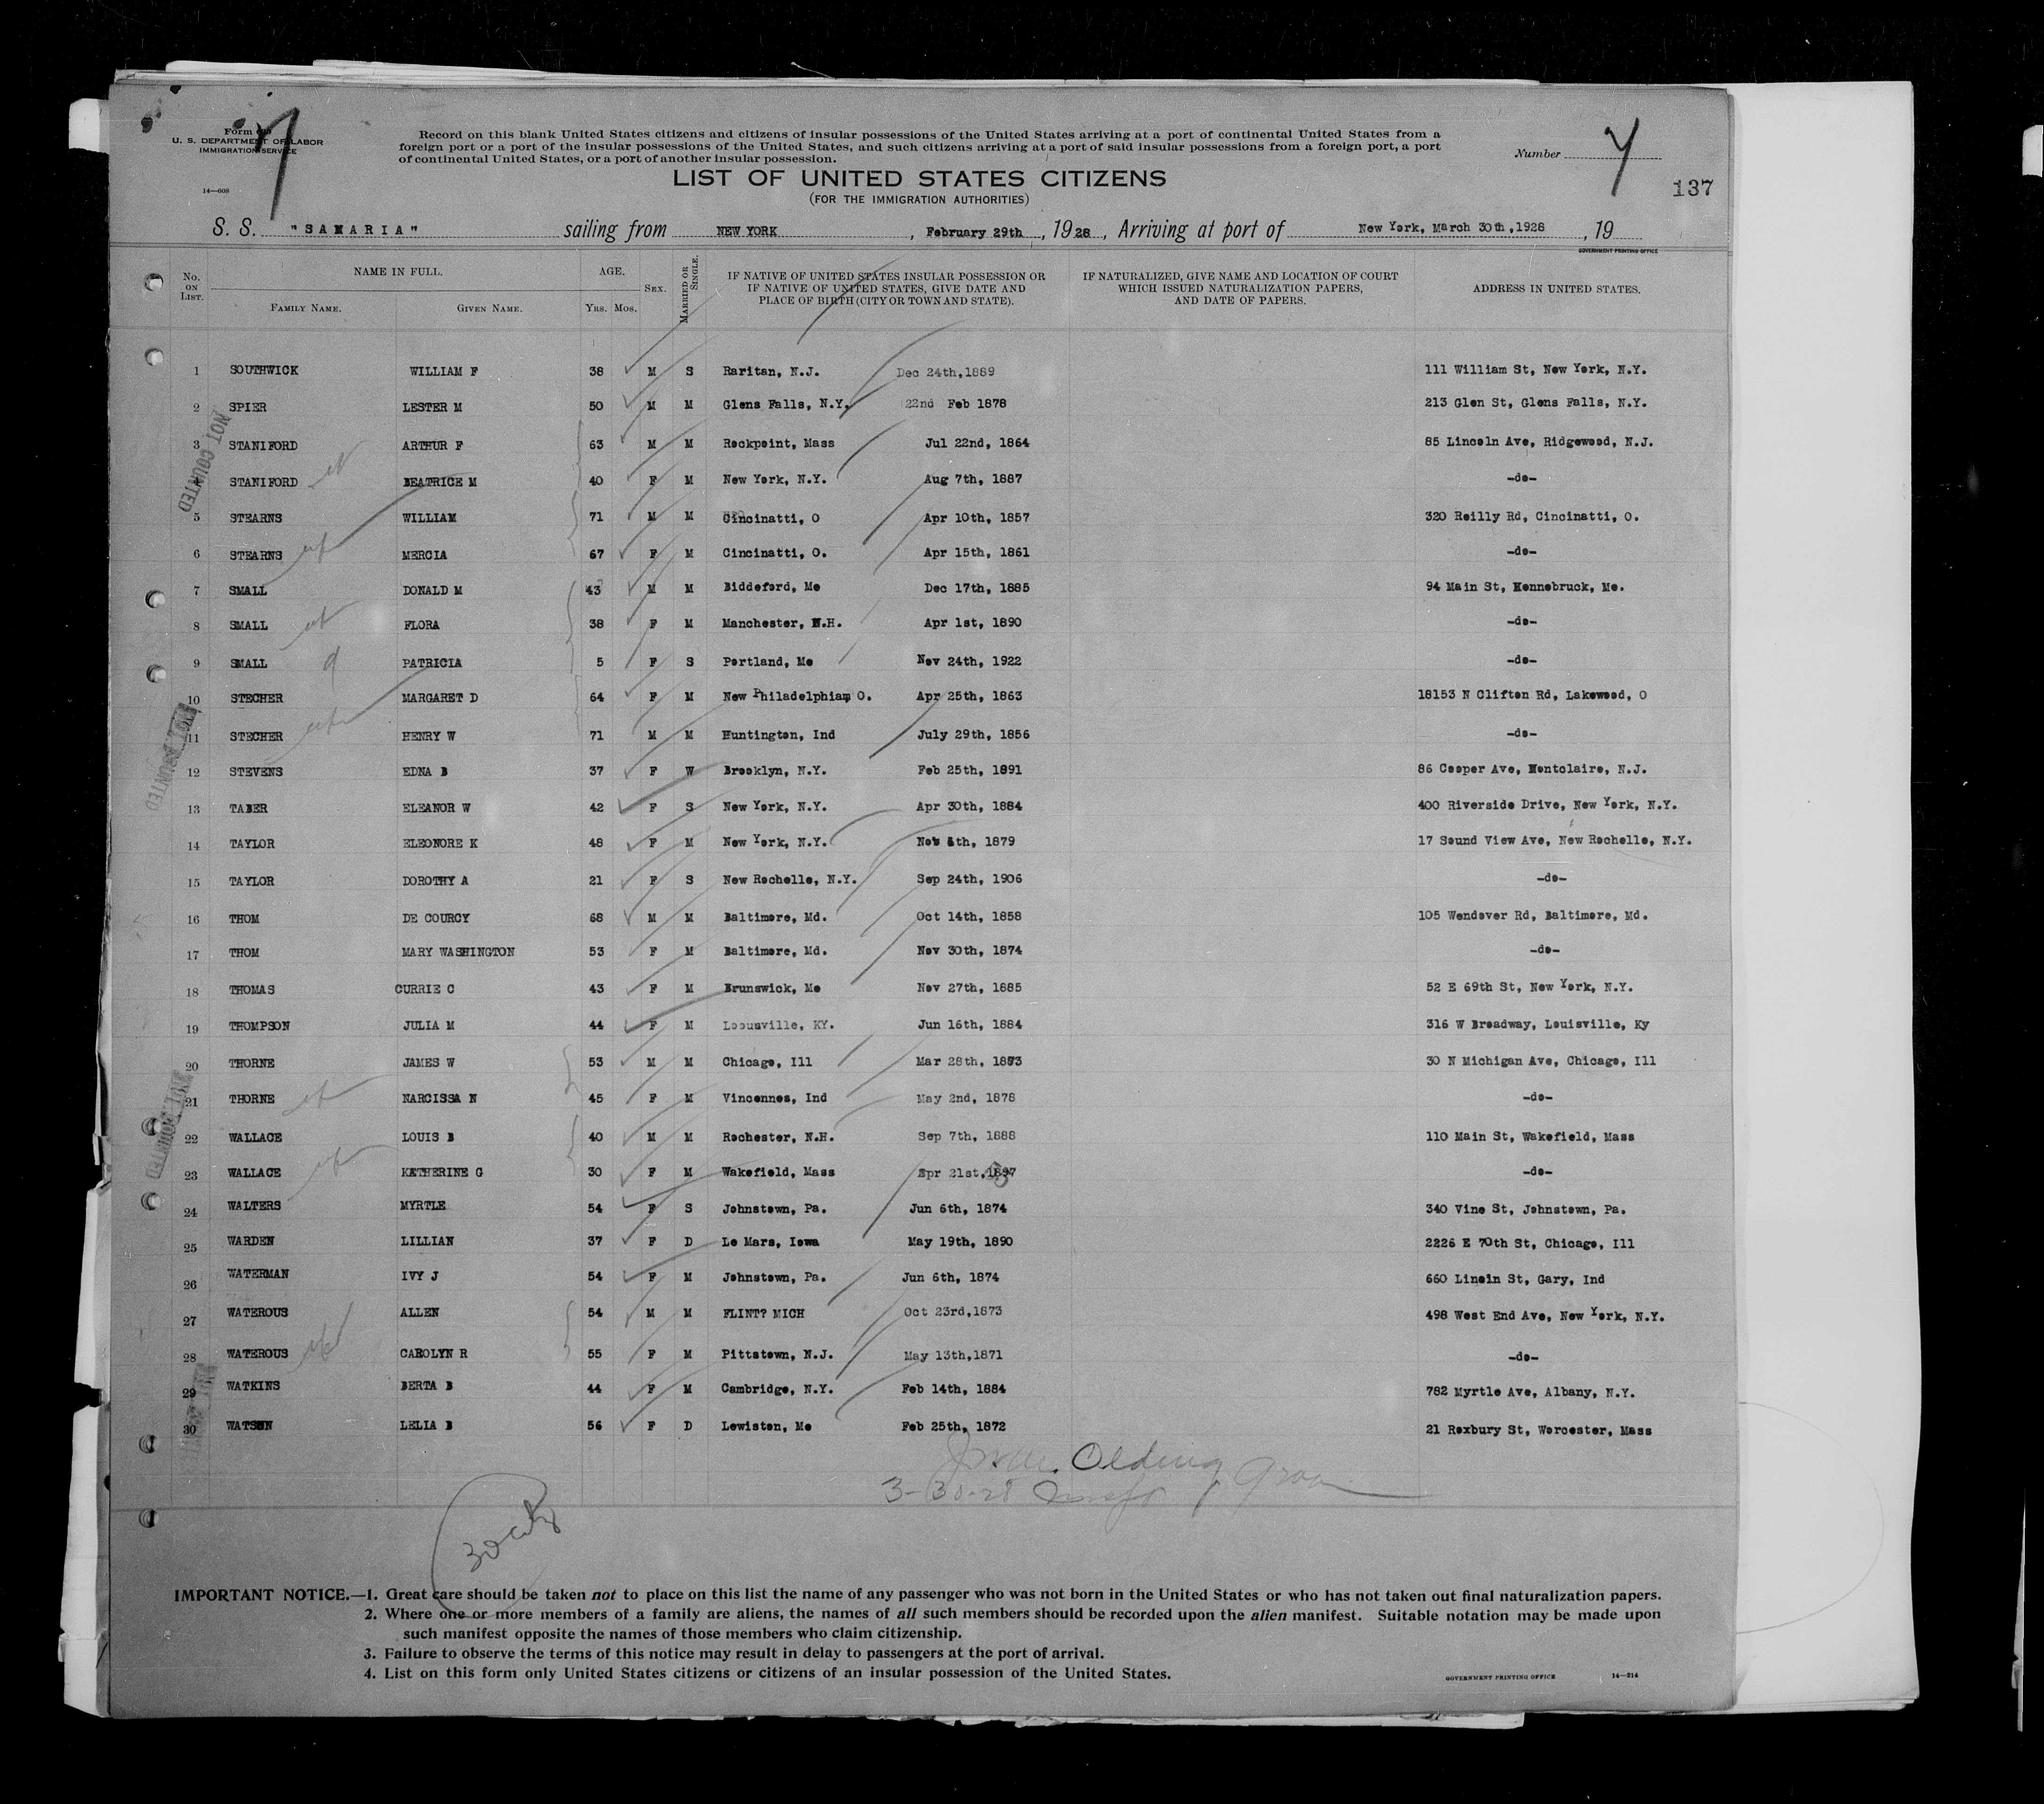 Form
U. S. DEPARTMENT OF LABOR
IMMIGRATION SERVICE
14—608
Record on this blank United States citizens and citizens of insular possessions of the United States arriving at a port of continental United States from a
foreign port or a port of the insular possessions of the United States, and such citizens arriving at a port of said insular possessions from a foreign port, a port
of continental United States, or a port of another insular possession.
Number
137
LIST OF UNITED STATES CITIZENS
(FOR THE IMMIGRATION AUTHORITIES)
S. S. "SAMARIA" sailing from NEW YORK, February 29th, 1928, Arriving at port of New York, March 30th, 1928, 19
GOVERNMENT PRINTING OFFICE
No. ON LIST. NAME IN FULL. AGE. SEX. MARRIED OR SINGLE. IF NATIVE OF UNITED STATES INSULAR POSSESSION OR IF NATIVE OF UNITED STATES, GIVE DATE AND PLACE OF BIRTH (CITY OR TOWN AND STATE). IF NATURALIZED, GIVE NAME AND LOCATION OF COURT WHICH ISSUED NATURALIZATION PAPERS, AND DATE OF PAPERS. ADDRESS IN UNITED STATES.
FAMILY NAME. GIVEN NAME. YRS. MOS.
1 SOUTHWICK WILLIAM F 38 M S Raritan, N.J. Dec 24th,1889 111 William St, New York, N.Y.
2 SPIER LESTER M 50 M M Glens Falls, N.Y. 22nd Feb 1878 213 Glen St, Glens Falls, N.Y.
3 STANIFORD ARTHUR F 63 M M Rockpoint, Mass Jul 22nd, 1864 85 Lincoln Ave, Ridgewood, N.J.
4 STANIFORD BEATRICE M 40 F M New York, N.Y. Aug 7th, 1887 -do-
5 STEARNS WILLIAM 71 M M Cincinatti, O Apr 10th, 1857 320 Reilly Rd, Cincinatti, O.
6 STEARNS MERCIA 67 F M Cincinatti, O. Apr 15th, 1861 -do-
7 SMALL DONALD M 43 M M Biddeford, Me Dec 17th, 1885 94 Main St, Kennebruck, Me.
8 SMALL FLORA 38 F M Manchester, N.H. Apr 1st, 1890 -do-
9 SMALL PATRICIA 5 F S Portland, Me Nov 24th, 1922 -do-
10 STECHER MARGARET D 64 F M New Philadelphia, O. Apr 25th, 1863 18153 N Clifton Rd, Lakewood, O
11 STECHER HENRY W 71 M M Huntington, Ind July 29th, 1856 -do-
12 STEVENS EDNA B 37 F W Brooklyn, N.Y. Feb 25th, 1891 86 Cooper Ave, Montclaire, N.J.
13 TABER ELEANOR W 42 F S New York, N.Y. Apr 30th, 1884 400 Riverside Drive, New York, N.Y.
14 TAYLOR ELEONORE K 48 F M New York, N.Y. Nov th, 1879 17 Sound View Ave, New Rochelle, N.Y.
15 TAYLOR DOROTHY A 21 F S New Rochelle, N.Y. Sep 24th, 1906 -do-
16 THOM DE COURCY 68 M M Baltimore, Md. Oct 14th, 1858 105 Wendover Rd, Baltimore, Md.
17 THOM MARY WASHINGTON 53 F M Baltimore, Md. Nov 30th, 1874 -do-
18 THOMAS CURRIE C 43 F M Brunswick, Me Nov 27th, 1885 52 E 69th St, New York, N.Y.
19 THOMPSON JULIA M 44 F M Loousville, KY. Jun 16th, 1884 316 W Broadway, Louisville, Ky
20 THORNE JAMES W 53 M M Chicago, Ill Mar 28th, 1873 30 N Michigan Ave, Chicago, Ill
21 THORNE NARCISSA N 45 F M Vincennes, Ind May 2nd, 1878 -do-
22 WALLACE LOUIS B 40 M M Rochester, N.H. Sep 7th, 1888 110 Main St, Wakefield, Mass
23 WALLACE KATHERINE G 30 F M Wakefield, Mass Apr 21st,1897 -do-
24 WALTERS MYRTLE 54 F S Johnstown, Pa. Jun 6th, 1874 340 Vine St, Johnstown, Pa.
25 WARDEN LILLIAN 37 F D Le Mars, Iowa May 19th, 1890 2226 E 70th St, Chicago, Ill
26 WATERMAN IVY J 54 F M Johnstown, Pa. Jun 6th, 1874 660 Linoin St, Gary, Ind
27 WATEROUS ALLEN 54 M M FLINT? MICH Oct 23rd,1873 498 West End Ave, New York, N.Y.
28 WATEROUS CAROLYN R 55 F M Pittstown, N.J. May 13th,1871 -do-
29 WATKINS BERTA B 44 F M Cambridge, N.Y. Feb 14th, 1884 782 Myrtle Ave, Albany, N.Y.
30 WATSON LELIA B 56 F D Lewiston, Me Feb 25th, 1872 21 Roxbury St, Worcester, Mass
NOT COUNTED
NOT COUNTED
NOT COUNTED
3-30-28
IMPORTANT NOTICE.—1. Great care should be taken not to place on this list the name of any passenger who was not born in the United States or who has not taken out final naturalization papers.
2. Where one or more members of a family are aliens, the names of all such members should be recorded upon the alien manifest. Suitable notation may be made upon
such manifest opposite the names of those members who claim citizenship.
3. Failure to observe the terms of this notice may result in delay to passengers at the port of arrival.
4. List on this form only United States citizens or citizens of an insular possession of the United States.
GOVERNMENT PRINTING OFFICE 14—214